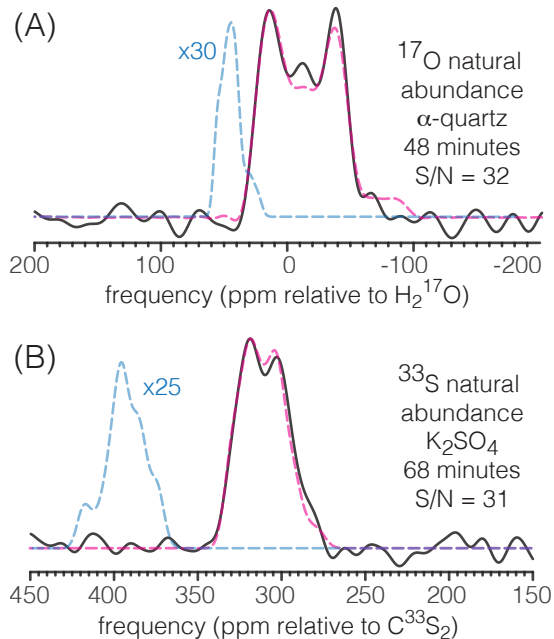 (A)
x30
¹⁷O natural
abundance
α-quartz
48 minutes
S/N = 32
200 100 0 -100 -200
frequency (ppm relative to H₂¹⁷O)
(B)
x25
³³S natural
abundance
K₂SO₄
68 minutes
S/N = 31
450 400 350 300 250 200 150
frequency (ppm relative to C³³S₂)